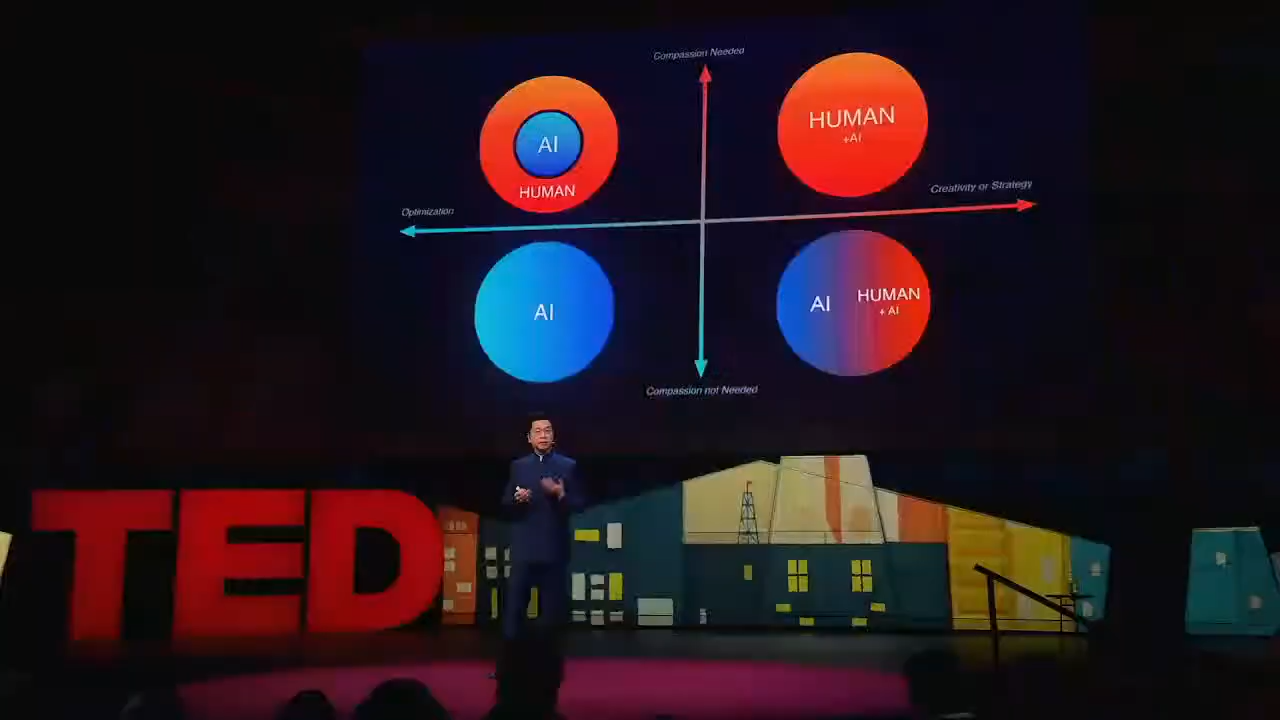 Compassion Needed
AI
HUMAN
HUMAN
+AI
Optimization
Creativity or Strategy
AI
AI
HUMAN
+ AI
Compassion not Needed
TED